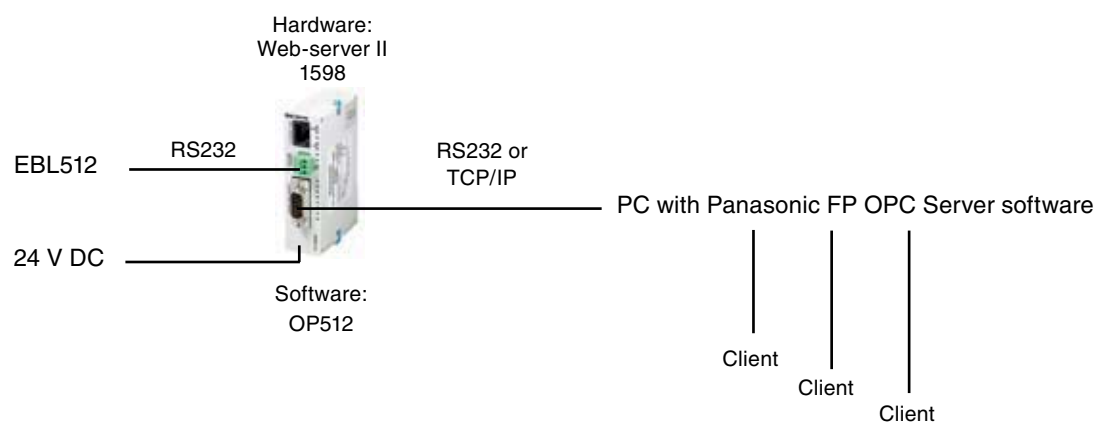 Hardware:
Web-server II
1598
EBL512
RS232
RS232 or
TCP/IP
PC with Panasonic FP OPC Server software
24 V DC
Software:
OP512
Client
Client
Client